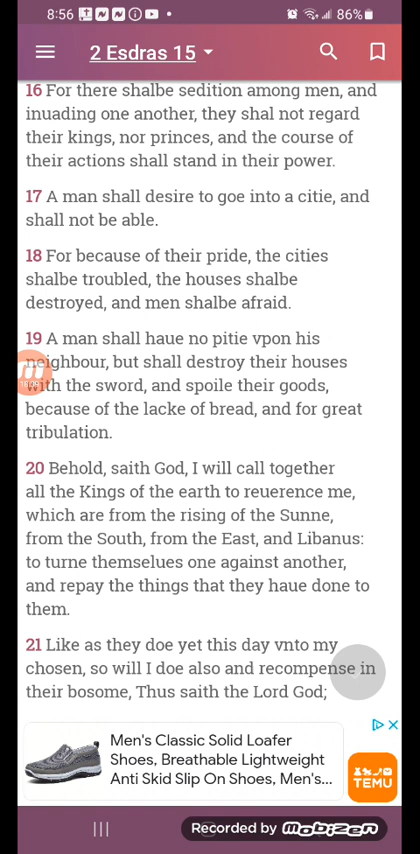 8:56
86%
2 Esdras 15
16 For there shalbe sedition among men, and
inuading one another, they shal not regard
their kings, nor princes, and the course of
their actions shall stand in their power.
17 A man shall desire to goe into a citie, and
shall not be able.
18 For because of their pride, the cities
shalbe troubled, the houses shalbe
destroyed, and men shalbe afraid.
19 A man shall haue no pitie vpon his
neighbour, but shall destroy their houses
with the sword, and spoile their goods,
because of the lacke of bread, and for great
tribulation.
20 Behold, saith God, I will call together
all the Kings of the earth to reuerence me,
which are from the rising of the Sunne,
from the South, from the East, and Libanus:
to turne themselues one against another,
and repay the things that they haue done to
them.
21 Like as they doe yet this day vnto my
chosen, so will I doe also and recompense in
their bosome, Thus saith the Lord God;
Men's Classic Solid Loafer
Shoes, Breathable Lightweight
Anti Skid Slip On Shoes, Men's...
TEMU
Recorded by mobizen